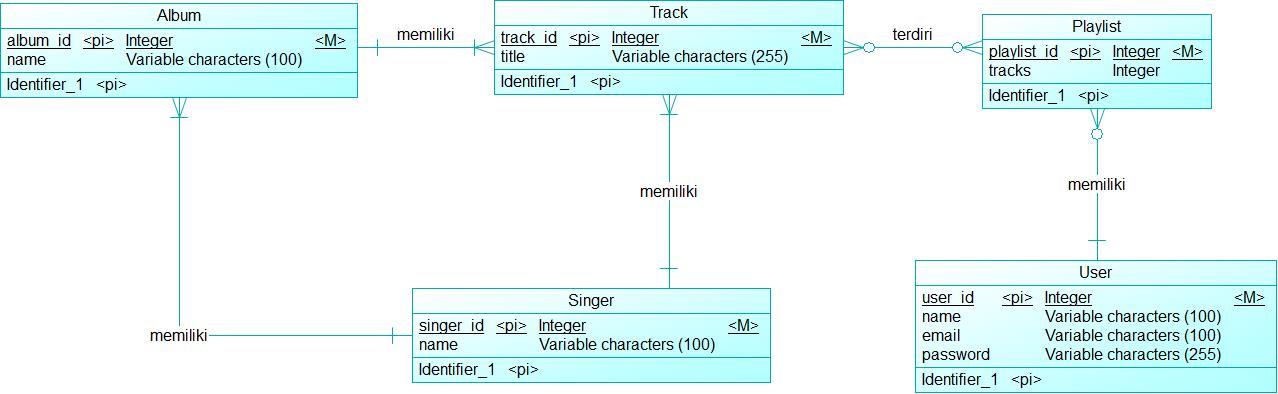 Album
album_id <pi> Integer <M>
name Variable characters (100)
Identifier_1 <pi>
memiliki
Track
track_id <pi> Integer <M>
title Variable characters (255)
Identifier_1 <pi>
terdiri
Playlist
playlist_id <pi> Integer <M>
tracks Integer
Identifier_1 <pi>
memiliki
memiliki
memiliki
Singer
singer_id <pi> Integer <M>
name Variable characters (100)
Identifier_1 <pi>
User
user_id <pi> Integer <M>
name Variable characters (100)
email Variable characters (100)
password Variable characters (255)
Identifier_1 <pi>